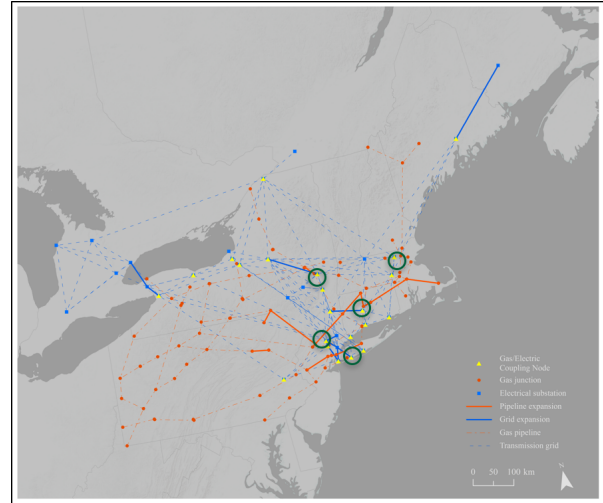 Gas/Electric
Coupling Node
Gas junction
Electrical substation
Pipeline expansion
Grid expansion
Gas pipeline
Transmission grid
0 50 100 km
N